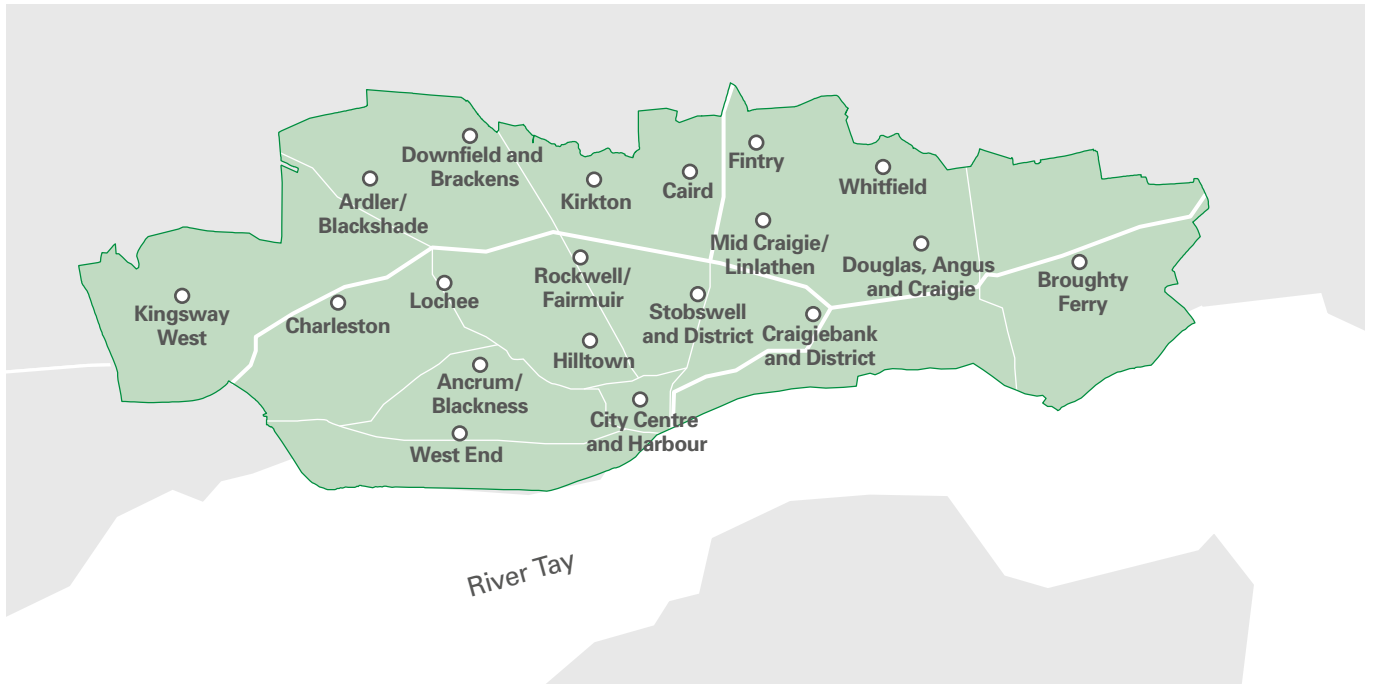 Downfield and
Brackens
Fintry
Whitfield
Kirkton
Caird
Ardler/
Blackshade
Mid Craigie/
Linlathen
Douglas, Angus
and Craigie
Rockwell/
Fairmuir
Broughty
Ferry
Kingsway
West
Charleston
Lochee
Stobswell
and District
Craigiebank
and District
Hilltown
Ancrum/
Blackness
City Centre
and Harbour
West End
River Tay